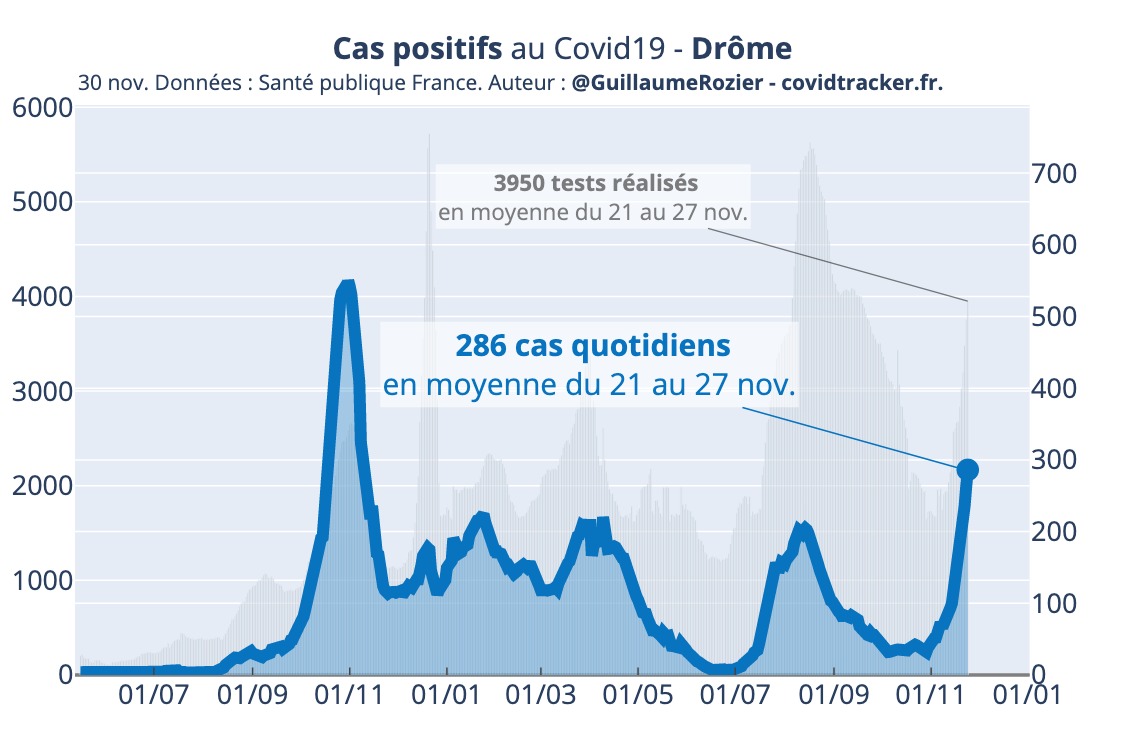 Cas positifs au Covid19 - Drôme
30 nov. Données : Santé publique France. Auteur : @GuillaumeRozier - covidtracker.fr.
6000
5000
4000
3000
2000
1000
0
3950 tests réalisés
en moyenne du 21 au 27 nov.
286 cas quotidiens
en moyenne du 21 au 27 nov.
700
600
500
400
300
200
100
0
01/07 01/09 01/11 01/01 01/03 01/05 01/07 01/09 01/11 01/01